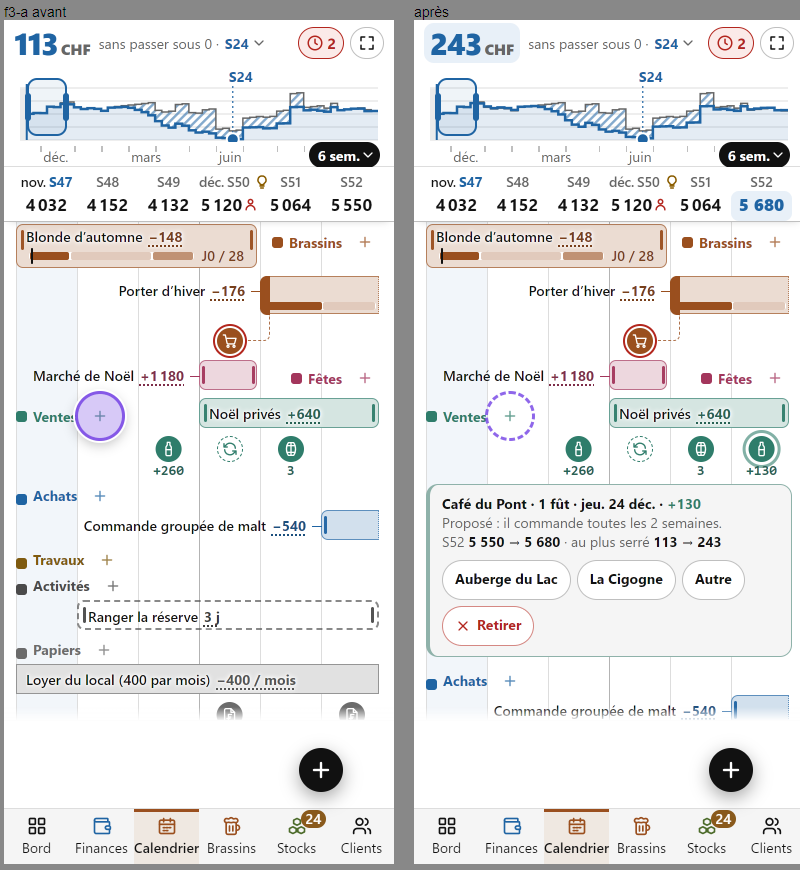 f3-a avant
113 CHF sans passer sous 0 · S24
2
S24
déc. mars juin
6 sem.
nov. S47 S48 S49 déc. S50 S51 S52
4 032 4 152 4 132 5 120 5 064 5 550
Blonde d’automne −148
J0 / 28
Brassins +
Porter d’hiver −176
Marché de Noël +1 180
Fêtes +
Ventes +
Noël privés +640
+260 3
Achats +
Commande groupée de malt −540
Travaux +
Activités +
Ranger la réserve 3 j
Papiers +
Loyer du local (400 par mois) −400 / mois
+
24
Bord Finances Calendrier Brassins Stocks Clients
après
243 CHF sans passer sous 0 · S24
2
S24
déc. mars juin
6 sem.
nov. S47 S48 S49 déc. S50 S51 S52
4 032 4 152 4 132 5 120 5 064 5 680
Blonde d’automne −148
J0 / 28
Brassins +
Porter d’hiver −176
Marché de Noël +1 180
Fêtes +
Ventes +
Noël privés +640
+260 3 +130
Café du Pont · 1 fût · jeu. 24 déc. · +130
Proposé : il commande toutes les 2 semaines.
S52 5 550 → 5 680 · au plus serré 113 → 243
Auberge du Lac La Cigogne Autre
× Retirer
Achats +
Commande groupée de malt −540
+
24
Bord Finances Calendrier Brassins Stocks Clients